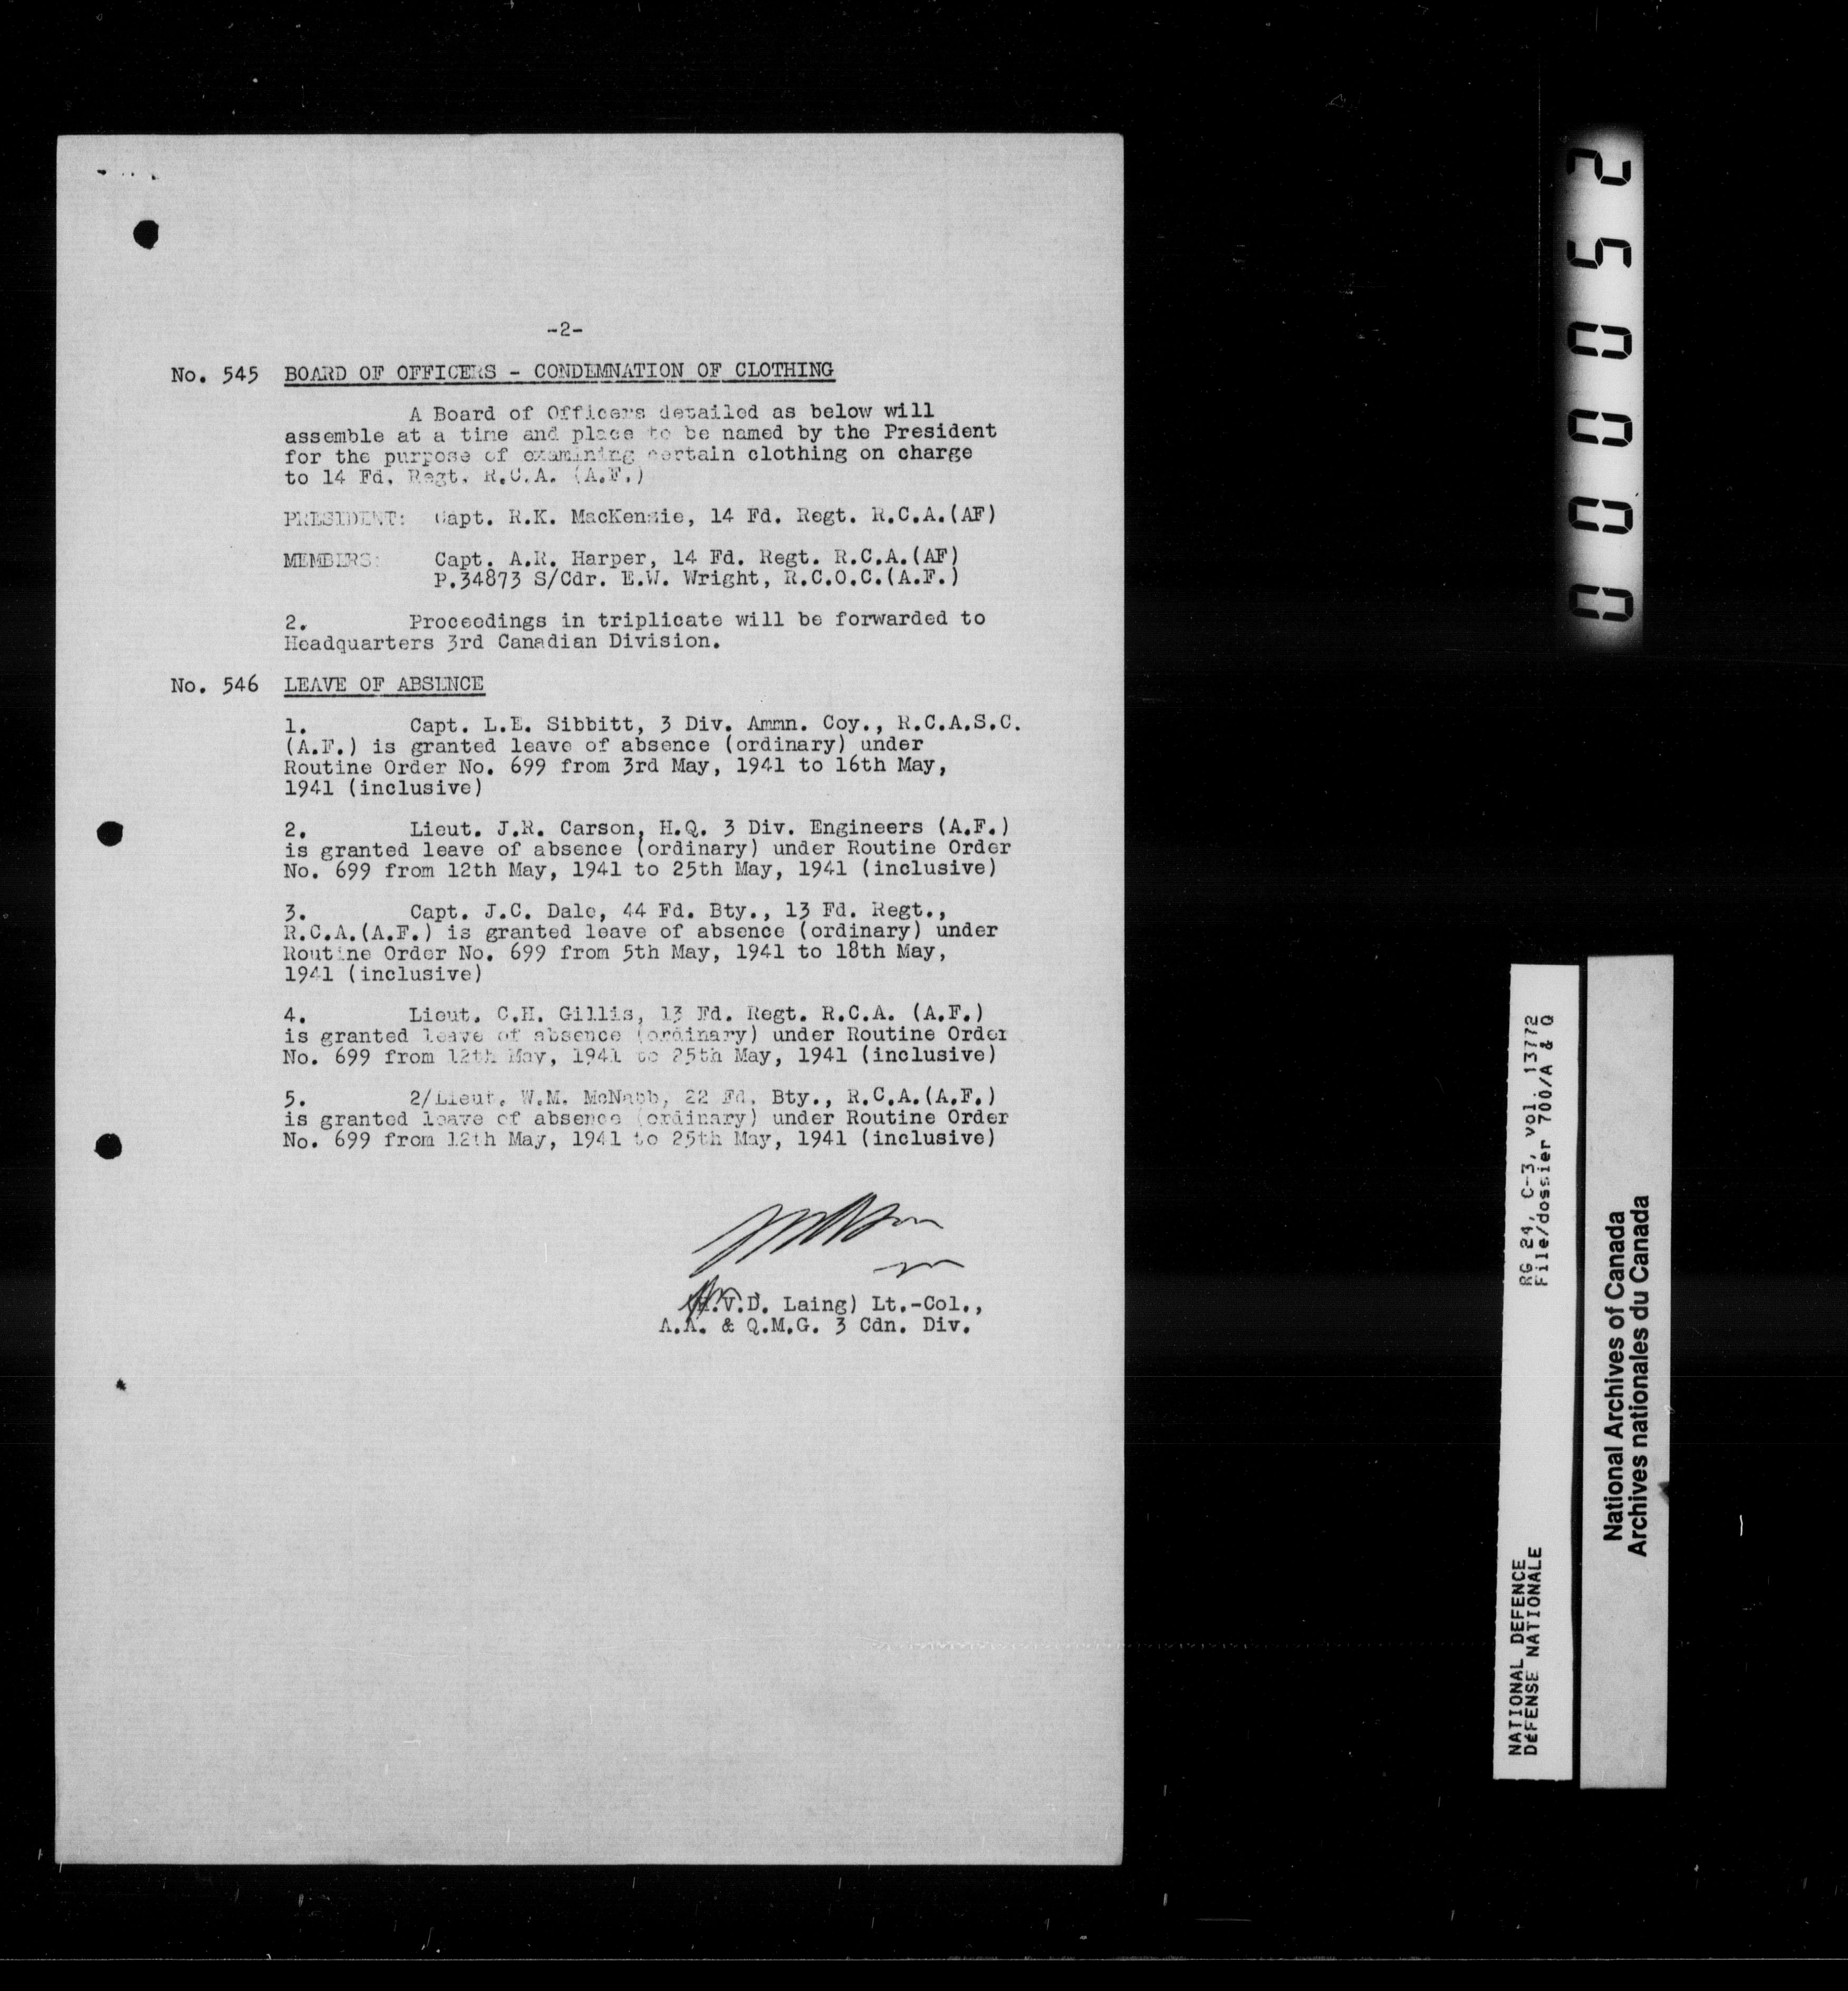 -2-
No. 545 BOARD OF OFFICERS - CONDEMNATION OF CLOTHING
A Board of Officers detailed as below will
assemble at a time and place to be named by the President
for the purpose of examining certain clothing on charge
to 14 Fd. Regt. R.C.A. (A.F.)
PRESIDENT: Capt. R.K. MacKenzie, 14 Fd. Regt. R.C.A.(AF)
MEMBERS: Capt. A.R. Harper, 14 Fd. Regt. R.C.A.(AF)
P.34873 S/Cdr. E.W. Wright, R.C.O.C.(A.F.)
2. Proceedings in triplicate will be forwarded to
Headquarters 3rd Canadian Division.
No. 546 LEAVE OF ABSENCE
1. Capt. L.E. Sibbitt, 3 Div. Ammn. Coy., R.C.A.S.C.
(A.F.) is granted leave of absence (ordinary) under
Routine Order No. 699 from 3rd May, 1941 to 16th May,
1941 (inclusive)
2. Lieut. J.R. Carson, H.Q. 3 Div. Engineers (A.F.)
is granted leave of absence (ordinary) under Routine Order
No. 699 from 12th May, 1941 to 25th May, 1941 (inclusive)
3. Capt. J.C. Dale, 44 Fd. Bty., 13 Fd. Regt.,
R.C.A.(A.F.) is granted leave of absence (ordinary) under
Routine Order No. 699 from 5th May, 1941 to 18th May,
1941 (inclusive)
4. Lieut. C.H. Gillis, 13 Fd. Regt. R.C.A. (A.F.)
is granted leave of absence (ordinary) under Routine Order
No. 699 from 12th May, 1941 to 25th May, 1941 (inclusive)
5. 2/Lieut. W.M. McNabb, 22 Fd. Bty., R.C.A.(A.F.)
is granted leave of absence (ordinary) under Routine Order
No. 699 from 12th May, 1941 to 25th May, 1941 (inclusive)
V.D. Laing) Lt.-Col.,
A.A. & Q.M.G. 3 Cdn. Div.
250000
RG 24, C-3, vol. 13772
File/dossier 700/A & Q
NATIONAL DEFENCE
DÉFENSE NATIONALE
National Archives of Canada
Archives nationales du Canada